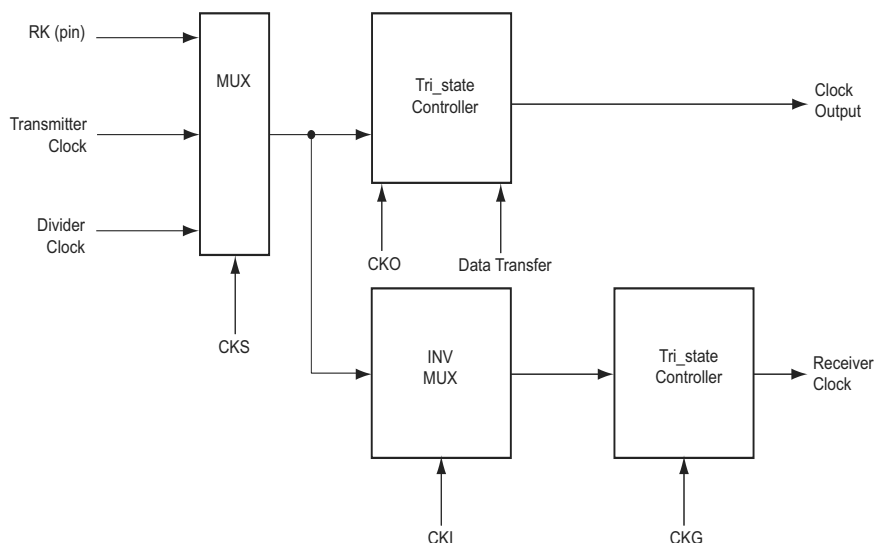 RK (pin)
MUX
Tri_state
Controller
Clock
Output
Transmitter
Clock
Divider
Clock
CKO
Data Transfer
CKS
INV
MUX
Tri_state
Controller
Receiver
Clock
CKI
CKG